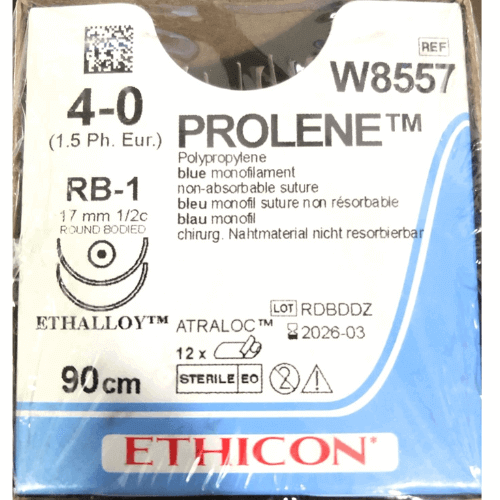 REF
W8557
4-0
(1.5 Ph. Eur.)
PROLENE™
Polypropylene
blue monofilament
non-absorbable suture
bleu monofil suture non résorbable
blau monofil
chirurg. Nahtmaterial nicht resorbierbar
RB-1
17 mm 1/2c
ROUND BODIED
ETHALLOY™
90cm
LOT RDBDDZ
2026-03
ATRALOC™
12 x
STERILE EO
2
ETHICON®